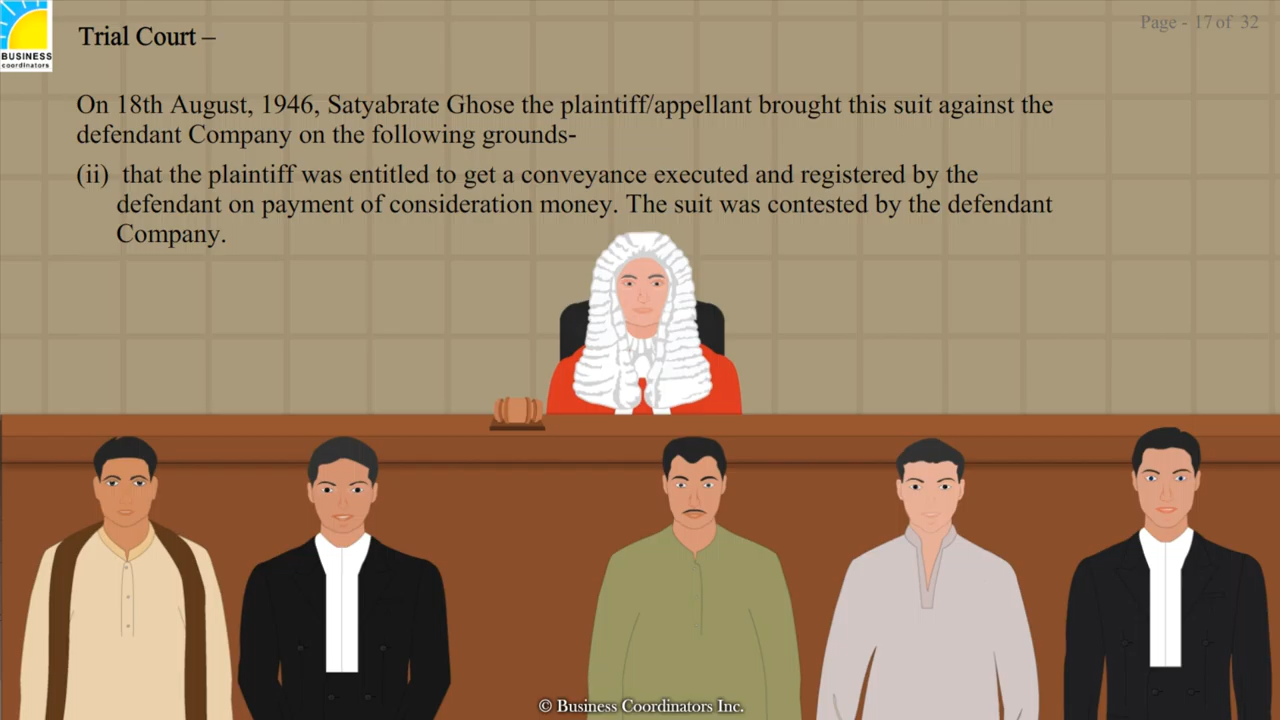 BUSINESS
coordinators
Trial Court –
Page - 17 of 32
On 18th August, 1946, Satyabrate Ghose the plaintiff/appellant brought this suit against the
defendant Company on the following grounds-
(ii) that the plaintiff was entitled to get a conveyance executed and registered by the
defendant on payment of consideration money. The suit was contested by the defendant
Company.
© Business Coordinators Inc.